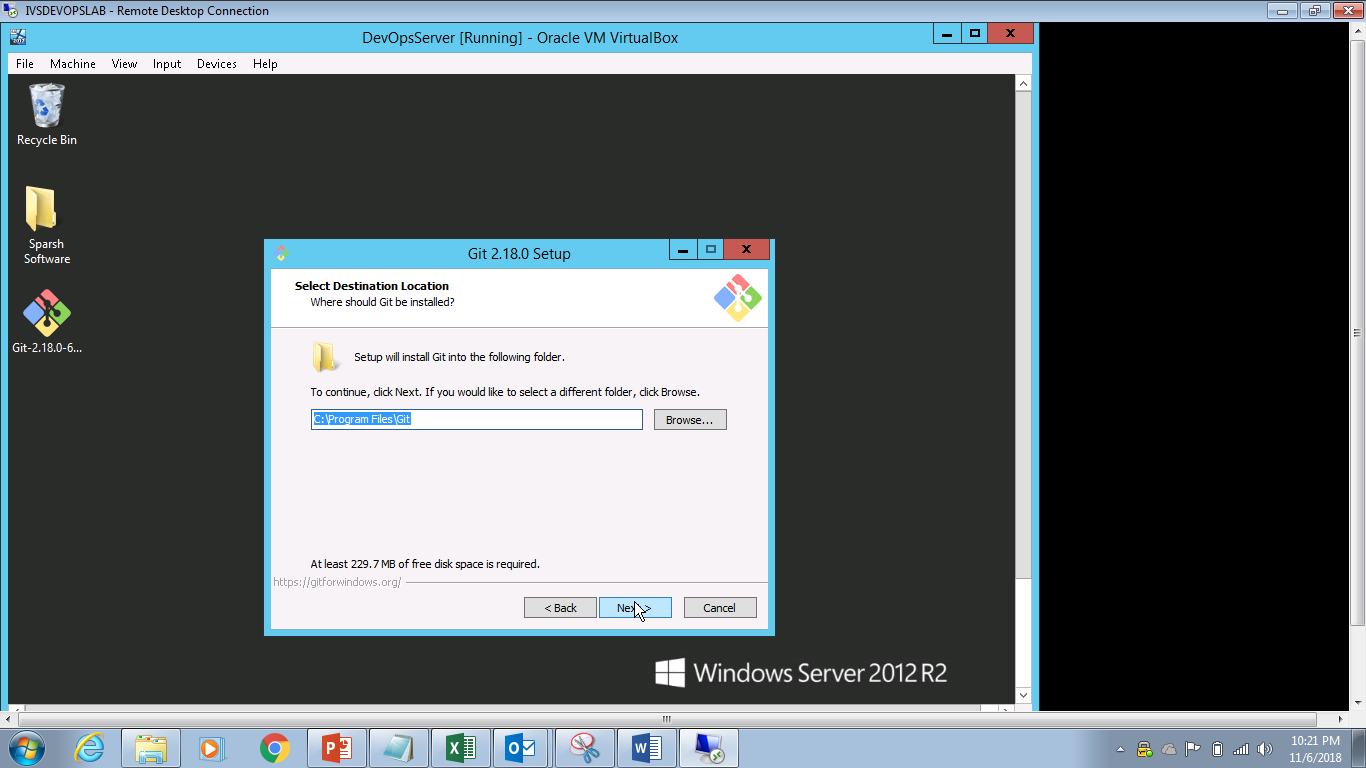 IVSDEVOPSLAB - Remote Desktop Connection
DevOpsServer [Running] - Oracle VM VirtualBox
File Machine View Input Devices Help
Recycle Bin
Sparsh
Software
Git-2.18.0-6...
Git 2.18.0 Setup
Select Destination Location
Where should Git be installed?
Setup will install Git into the following folder.
To continue, click Next. If you would like to select a different folder, click Browse.
C:\Program Files\Git
Browse...
At least 229.7 MB of free disk space is required.
https://gitforwindows.org/
< Back
Next >
Cancel
Windows Server 2012 R2
10:21 PM
11/6/2018